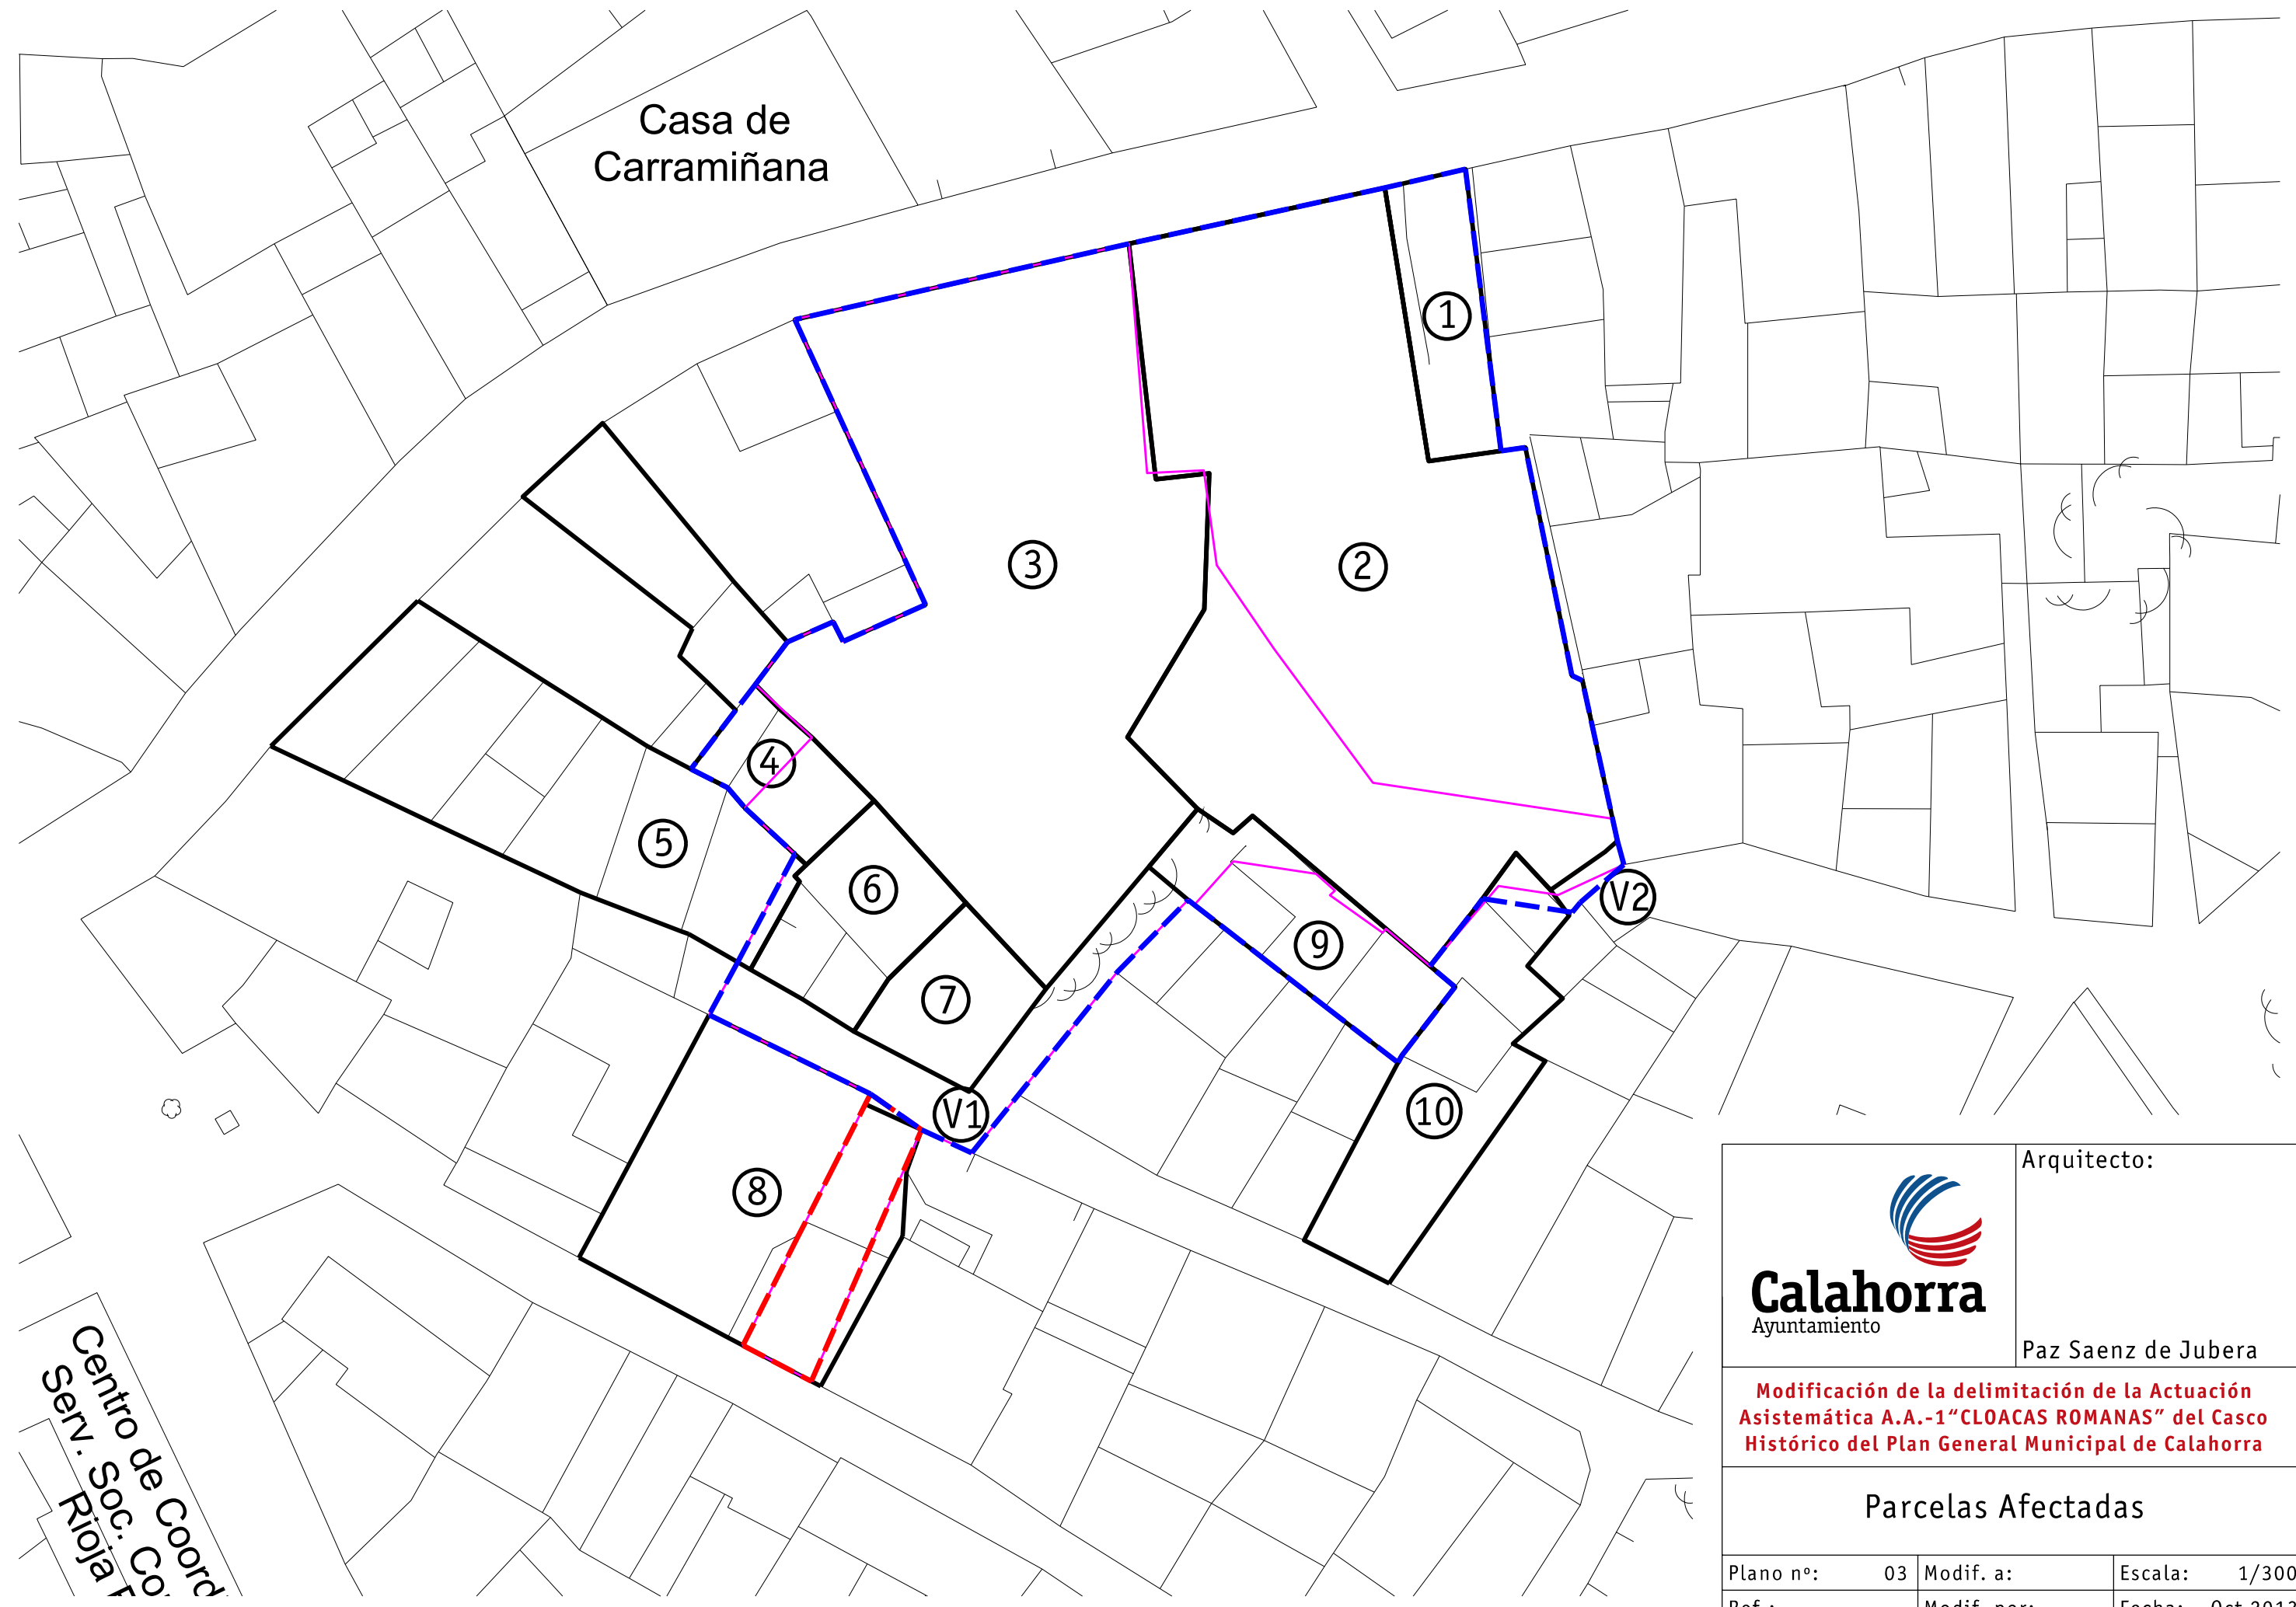 Casa de
Carramiñana
1
3
2
4
5
6
V2
9
7
V1
10
8
Arquitecto:
Calahorra
Ayuntamiento
Paz Saenz de Jubera
Modificación de la delimitación de la Actuación
Asistemática A.A.-1“CLOACAS ROMANAS” del Casco
Histórico del Plan General Municipal de Calahorra
Parcelas Afectadas
Plano nº: 03 Modif. a: Escala: 1/300
Centro de Coord
Serv. Soc. Co
Rioja